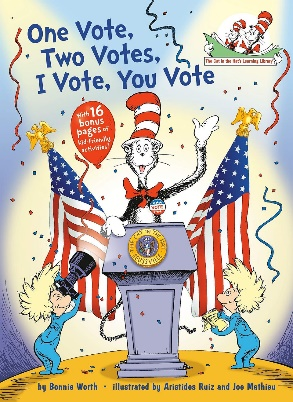 One Vote,
Two Votes,
I Vote, You Vote
The Cat in the Hat's Learning Library
With 16
bonus
pages of
kid-friendly
activities!
VOTE
by Bonnie Worth • illustrated by Aristides Ruiz and Joe Mathieu